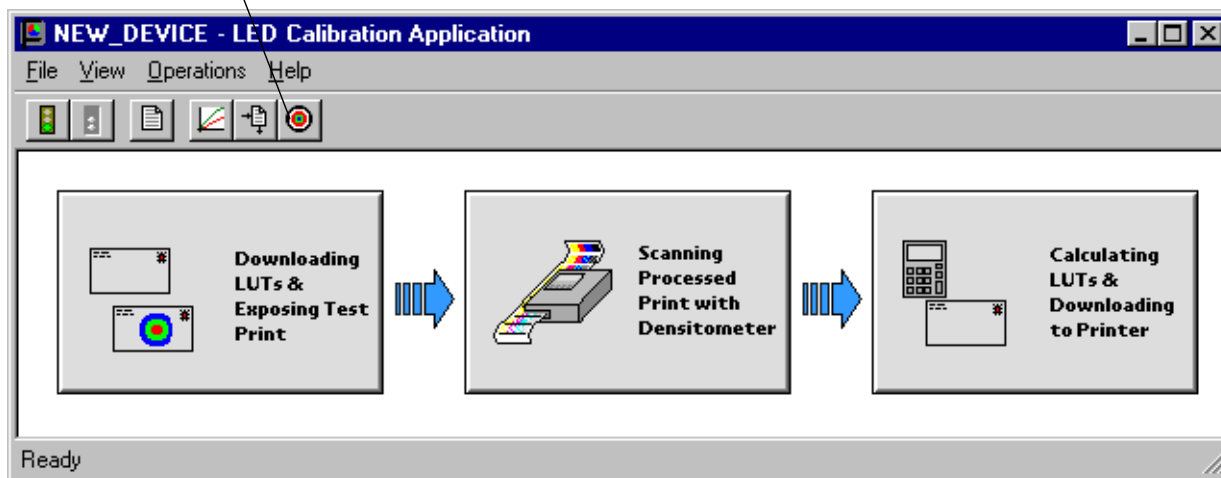 NEW_DEVICE - LED Calibration Application
File View Operations Help
Downloading
LUTs &
Exposing Test
Print
Scanning
Processed
Print with
Densitometer
Calculating
LUTs &
Downloading
to Printer
Ready